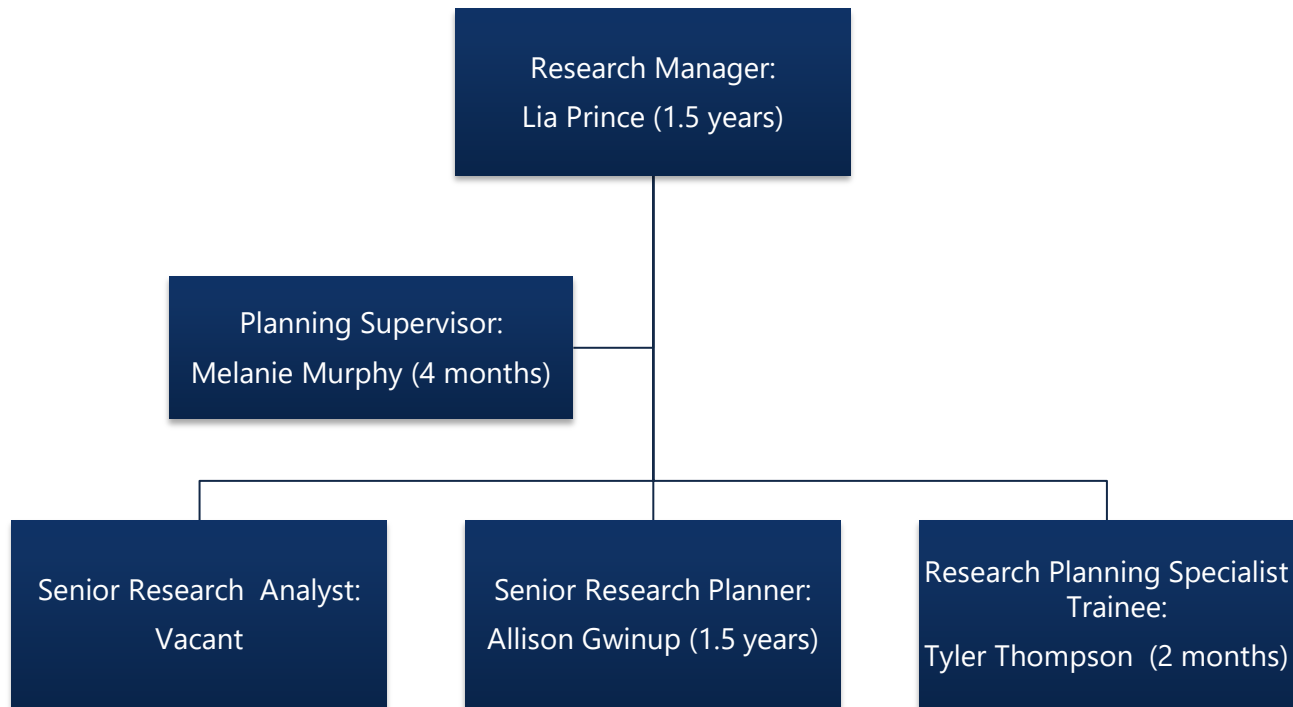 Research Manager:
Lia Prince (1.5 years)
Planning Supervisor:
Melanie Murphy (4 months)
Senior Research  Analyst:
Vacant
Senior Research Planner:
Allison Gwinup (1.5 years)
Research Planning Specialist
Trainee:
Tyler Thompson  (2 months)